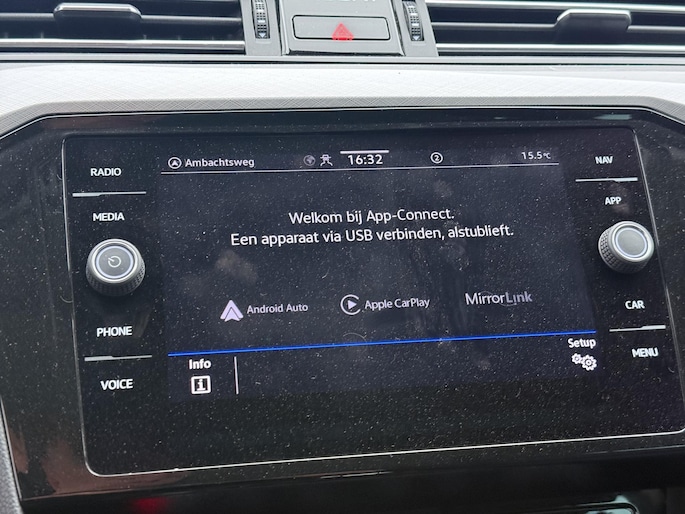 RADIO
MEDIA
PHONE
VOICE
Ambachtsweg
16:32
2
15.5°C
Welkom bij App-Connect.
Een apparaat via USB verbinden, alstublieft.
Android Auto
Apple CarPlay
MirrorLink
Info
i
Setup
NAV
APP
CAR
MENU